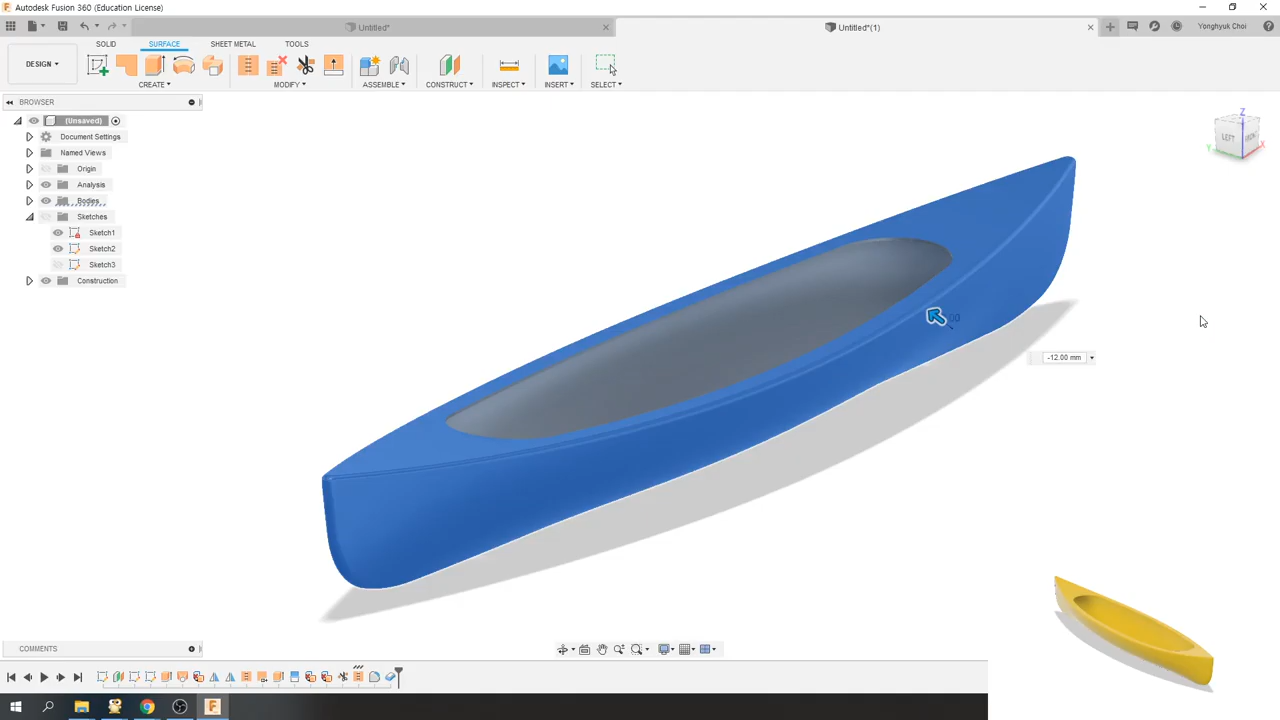 Autodesk Fusion 360 (Education License)
Untitled*
Untitled*(1)
Yonghyuk Choi
SOLID
SURFACE
SHEET METAL
TOOLS
DESIGN
CREATE
MODIFY
ASSEMBLE
CONSTRUCT
INSPECT
INSERT
SELECT
BROWSER
(Unsaved)
Document Settings
Named Views
Origin
Analysis
Bodies
Sketches
Sketch1
Sketch2
Sketch3
Construction
Z
LEFT
Y
X
-12.00 mm
COMMENTS